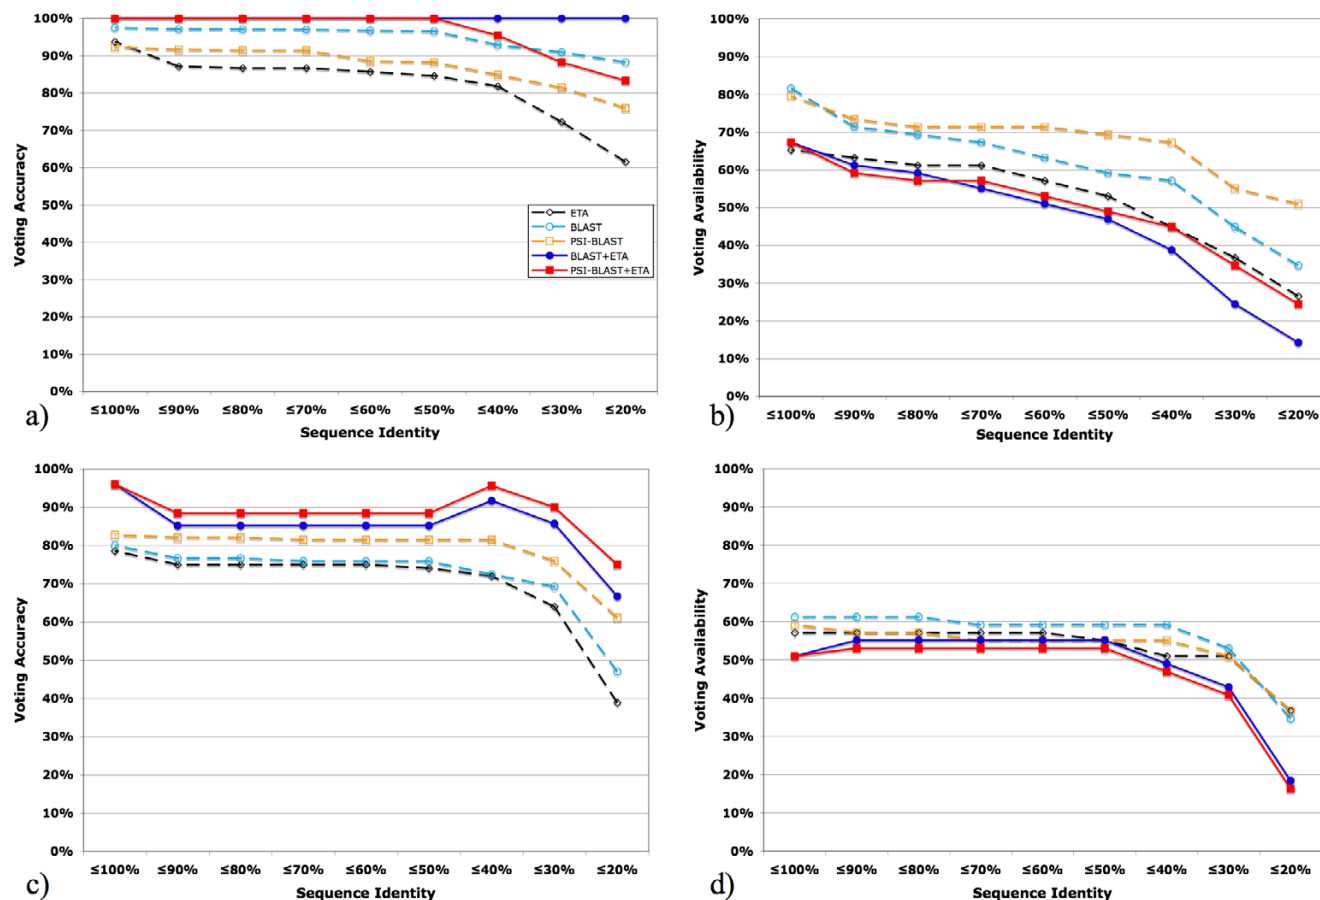 100%
90%
80%
70%
60%
50%
40%
30%
20%
10%
0%
Voting Accuracy
ETA
BLAST
PSI-BLAST
BLAST+ETA
PSI-BLAST+ETA
≤100% ≤90% ≤80% ≤70% ≤60% ≤50% ≤40% ≤30% ≤20%
Sequence Identity
a)
100%
90%
80%
70%
60%
50%
40%
30%
20%
10%
0%
Voting Availability
≤100% ≤90% ≤80% ≤70% ≤60% ≤50% ≤40% ≤30% ≤20%
Sequence Identity
b)
100%
90%
80%
70%
60%
50%
40%
30%
20%
10%
0%
Voting Accuracy
≤100% ≤90% ≤80% ≤70% ≤60% ≤50% ≤40% ≤30% ≤20%
Sequence Identity
c)
100%
90%
80%
70%
60%
50%
40%
30%
20%
10%
0%
Voting Availability
≤100% ≤90% ≤80% ≤70% ≤60% ≤50% ≤40% ≤30% ≤20%
Sequence Identity
d)